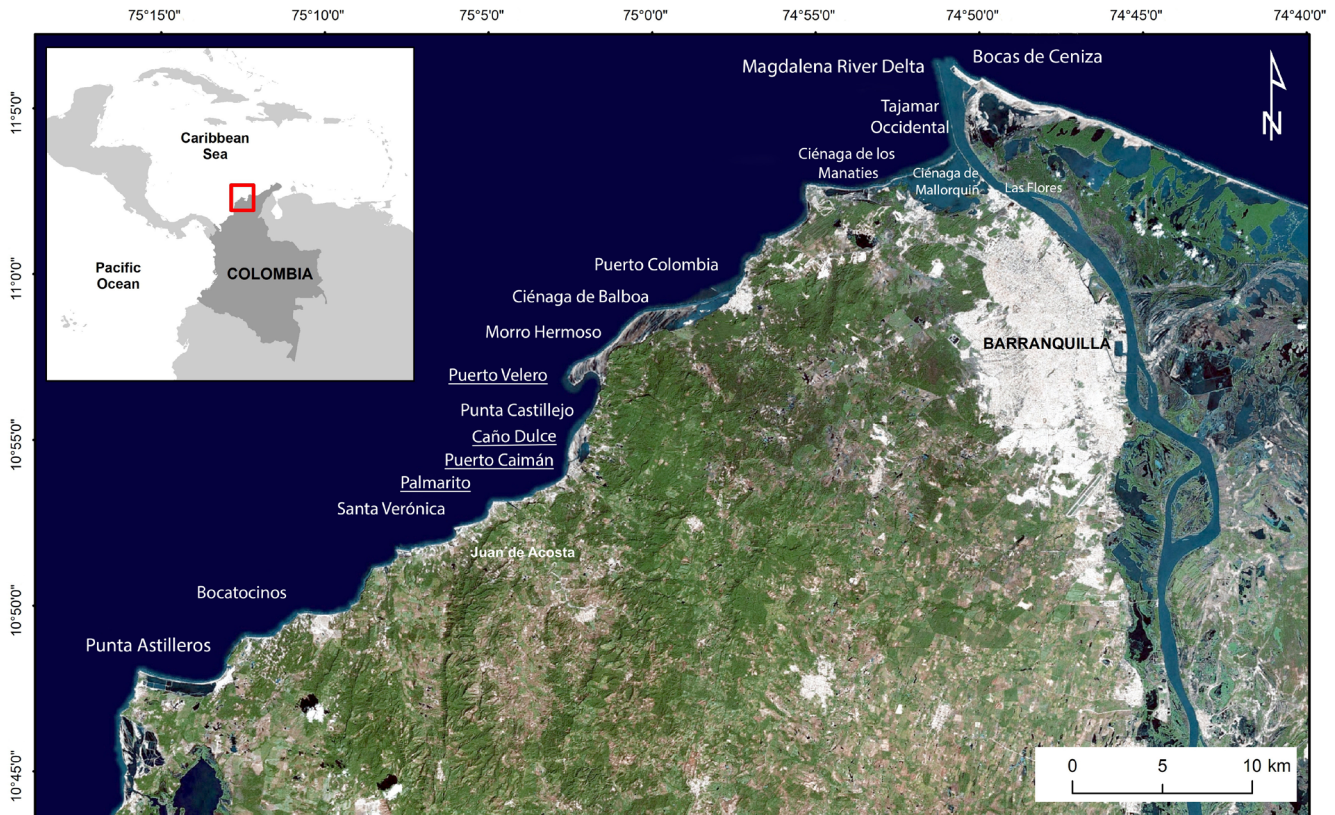 75°15'0"
75°10'0"
75°5'0"
75°0'0"
74°55'0"
74°50'0"
74°45'0"
74°40'0"
11°5'0"
11°0'0"
10°55'0"
10°50'0"
10°45'0"
Caribbean
Sea
Pacific
Ocean
COLOMBIA
Magdalena River Delta
Bocas de Ceniza
N
Tajamar
Occidental
Ciénaga de los
Manaties
Ciénaga de
Mallorquín
Las Flores
Puerto Colombia
Ciénaga de Balboa
Morro Hermoso
BARRANQUILLA
Puerto Velero
Punta Castillejo
Caño Dulce
Puerto Caimán
Palmarito
Santa Verónica
Juan de Acosta
Bocatocinos
Punta Astilleros
0 5 10 km